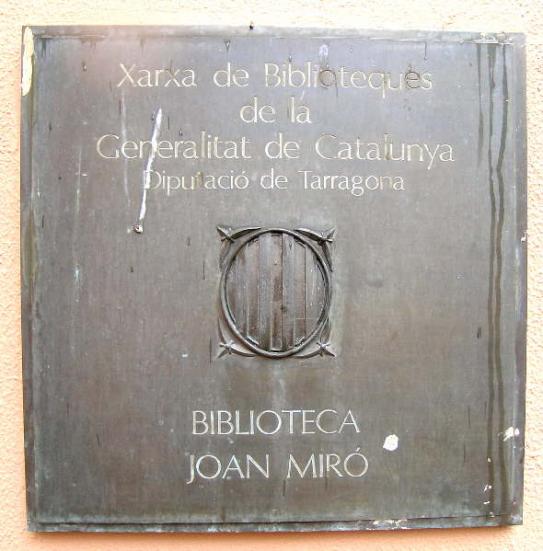 Xarxa de Biblioteques
de la
Generalitat de Catalunya
Diputació de Tarragona
BIBLIOTECA
JOAN MIRÓ